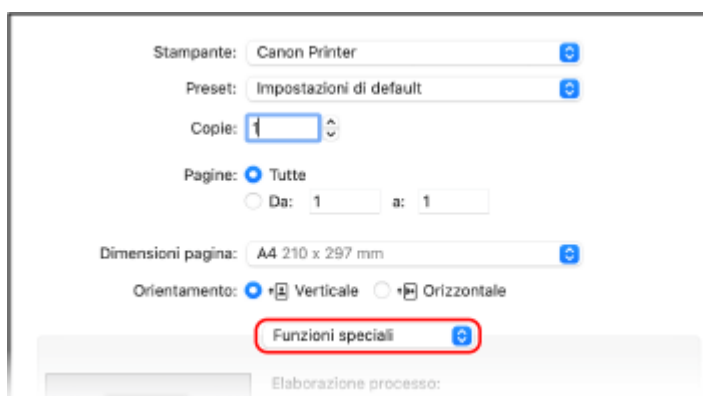 Stampante: Canon Printer
Preset: Impostazioni di default
Copie: 1
Pagine: Tutte
Da: 1 a: 1
Dimensioni pagina: A4 210 x 297 mm
Orientamento: Verticale Orizzontale
Funzioni speciali
Elaborazione processo: